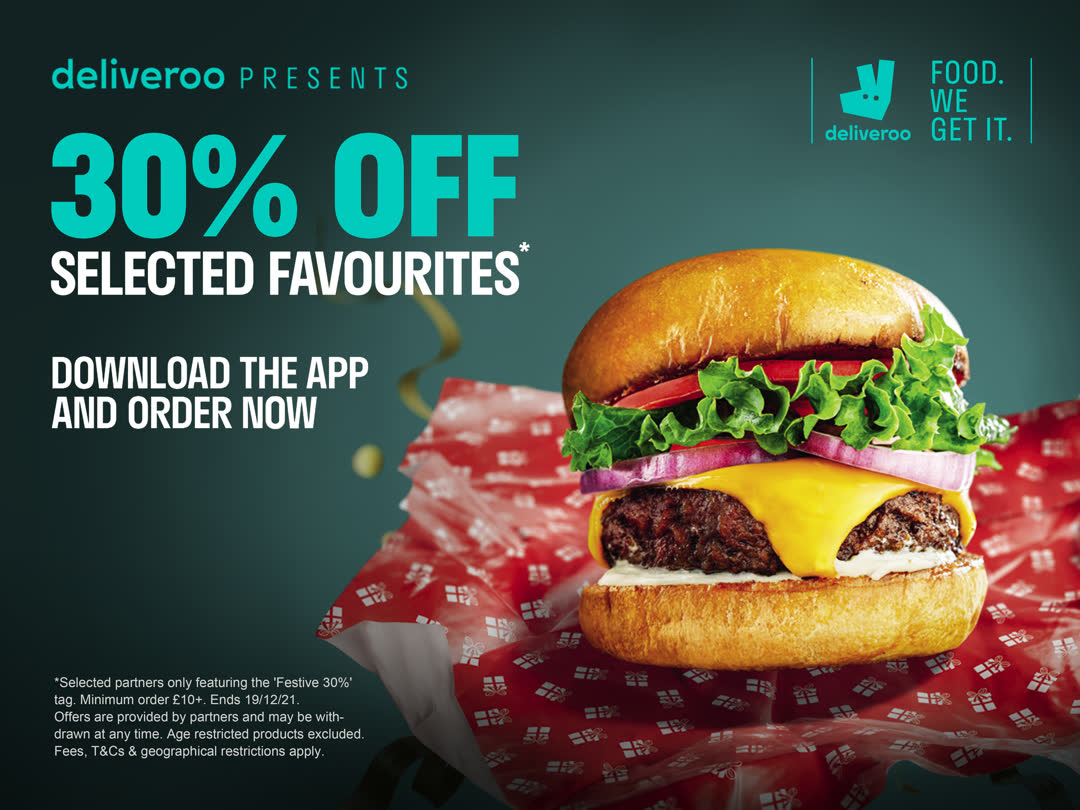 deliveroo PRESENTS
30% OFF
SELECTED FAVOURITES*
DOWNLOAD THE APP
AND ORDER NOW
deliveroo
FOOD.
WE
GET IT.
*Selected partners only featuring the 'Festive 30%'
tag. Minimum order £10+. Ends 19/12/21.
Offers are provided by partners and may be with-
drawn at any time. Age restricted products excluded.
Fees, T&Cs & geographical restrictions apply.